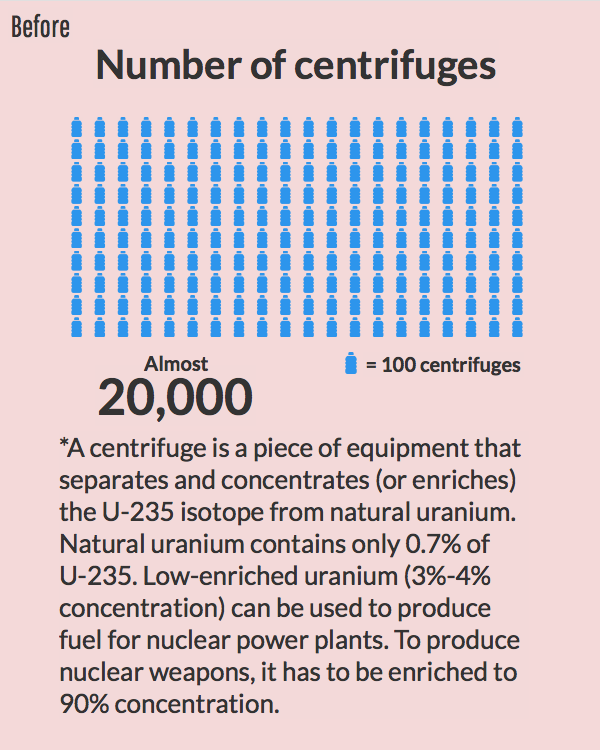 Before
Number of centrifuges
Almost
20,000
= 100 centrifuges
*A centrifuge is a piece of equipment that
separates and concentrates (or enriches)
the U-235 isotope from natural uranium.
Natural uranium contains only 0.7% of
U-235. Low-enriched uranium (3%-4%
concentration) can be used to produce
fuel for nuclear power plants. To produce
nuclear weapons, it has to be enriched to
90% concentration.